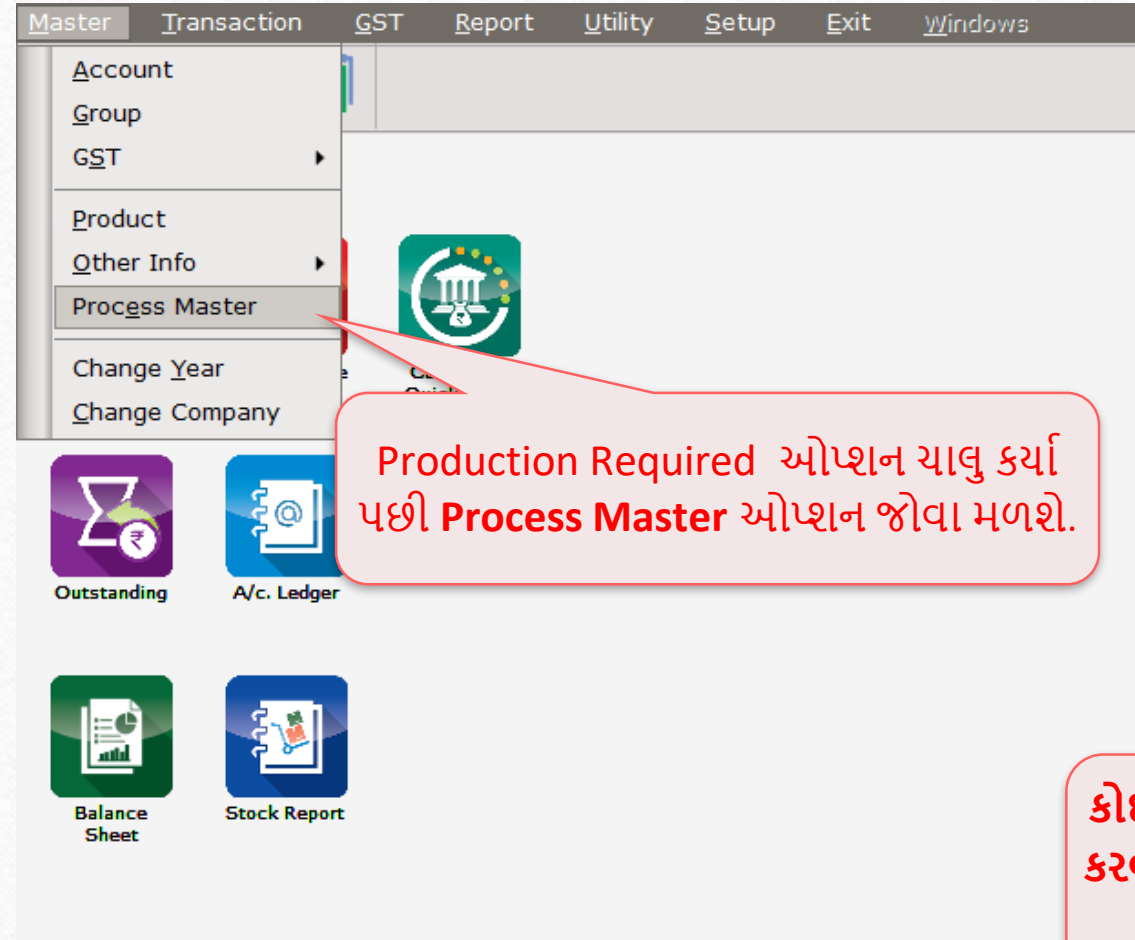 Master Transaction GST Report Utility Setup Exit Windows
Account
Group
GST
Product
Other Info
Process Master
Change Year
Change Company
Production Required ઓપ્શન ચાલુ કર્યા
પછી Process Master ઓપ્શન જોવા મળશે.
Outstanding A/c. Ledger
Balance Sheet
Stock Report